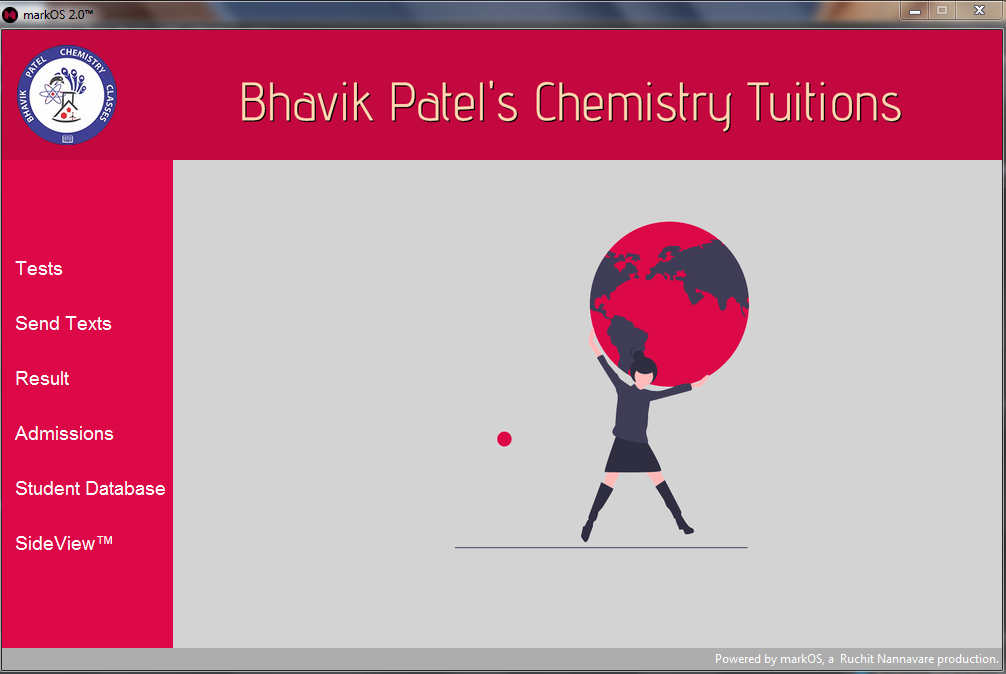 markOS 2.0™
BHAVIK PATEL CHEMISTRY CLASSES
Bhavik Patel's Chemistry Tuitions
Tests
Send Texts
Result
Admissions
Student Database
SideView™
Powered by markOS, a Ruchit Nannavare production.